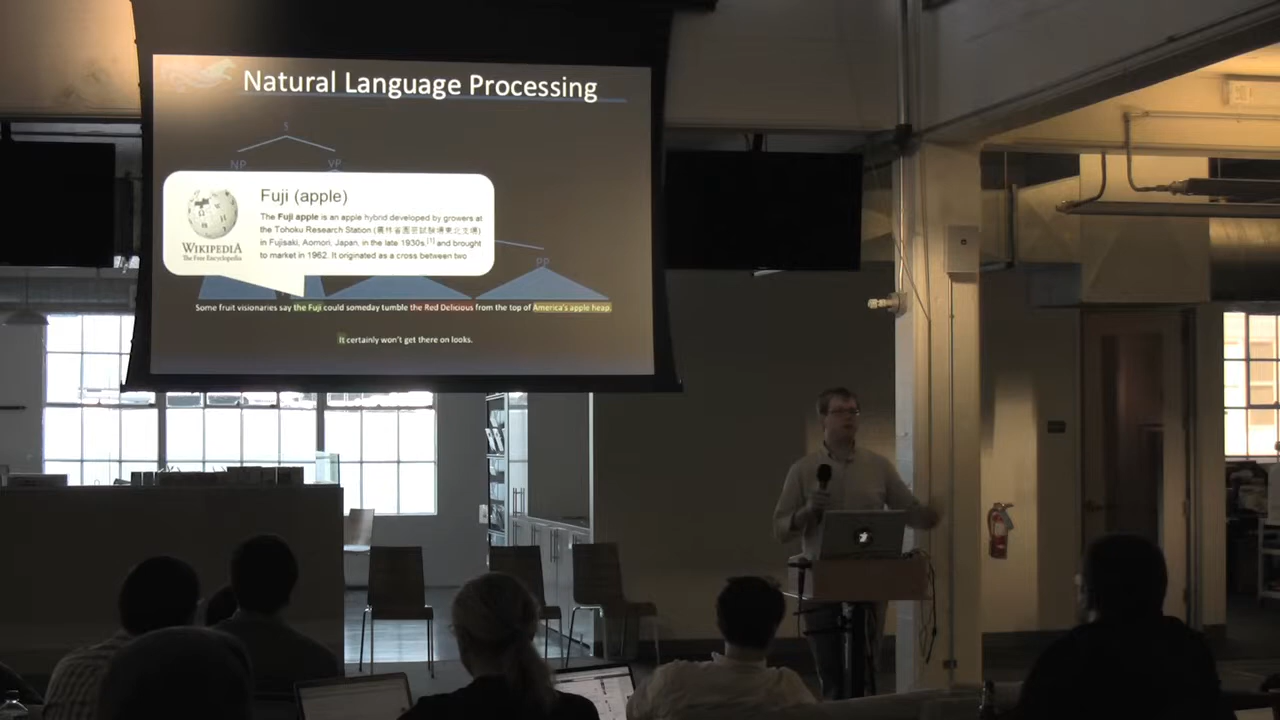 Natural Language Processing
S
NP VP
Fuji (apple)
The Fuji apple is an apple hybrid developed by growers at
the Tohoku Research Station (農林省園芸試験場東北支場)
in Fujisaki, Aomori, Japan, in the late 1930s,[1] and brought
to market in 1962. It originated as a cross between two
WIKIPEDIA
The Free Encyclopedia
PP
Some fruit visionaries say the Fuji could someday tumble the Red Delicious from the top of America's apple heap.
It certainly won't get there on looks.